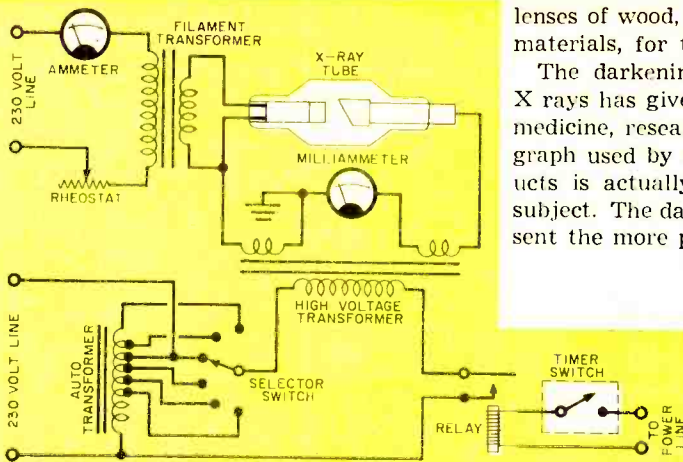 FILAMENT
TRANSFORMER
AMMETER
230 VOLT
LINE
RHEOSTAT
X-RAY
TUBE
MILLIAMMETER
HIGH VOLTAGE
TRANSFORMER
230 VOLT LINE
AUTO
TRANSFORMER
SELECTOR
SWITCH
TIMER
SWITCH
RELAY
TO
POWER
LINE
lenses of wood,
materials, for t
The darkenin
X rays has give
medicine, resea
graph used by
ucts is actually
subject. The da
sent the more p